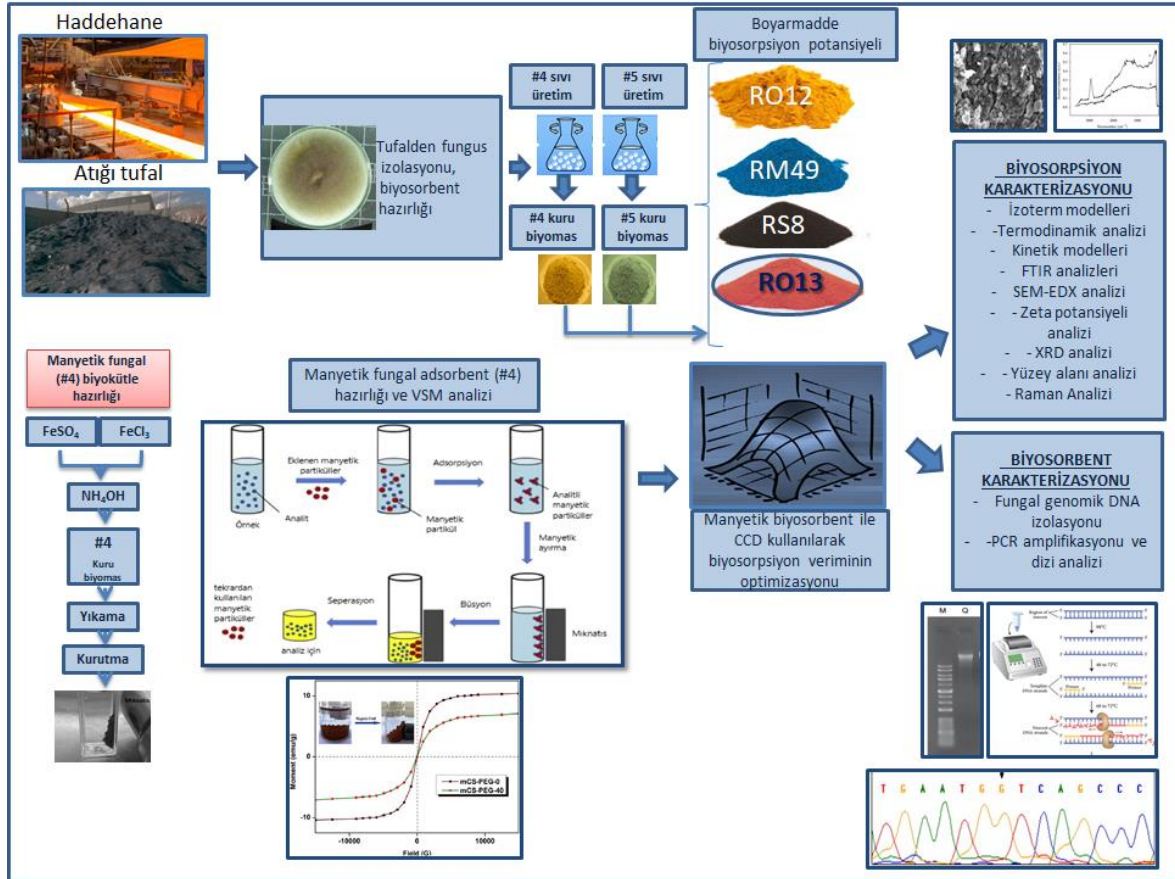 Haddehane
Atığı tufal
Tufalden fungus
izolasyonu,
biyosorbent
hazırlığı
#4 sıvı
üretim
#5 sıvı
üretim
#4 kuru
biyomas
#5 kuru
biyomas
Boyarmadde
biyosorpsiyon potansiyeli
RO12
RM49
RS8
RO13
BİYOSORPSİYON
KARAKTERİZASYONU
- İzoterm modelleri
- -Termodinamik analizi
- Kinetik modelleri
- FTIR analizleri
- SEM-EDX analizi
- - Zeta potansiyeli
analizi
- - XRD analizi
- - Yüzey alanı analizi
- Raman Analizi
Manyetik fungal
(#4) biyokütle
hazırlığı
FeSO4
FeCl3
NH4OH
#4
Kuru
biyomas
Yıkama
Kurutma
Mıknatıs
Manyetik fungal adsorbent (#4)
hazırlığı ve VSM analizi
Eklenen manyetik
partiküller
Adsorpsiyon
Analit
Örnek
Manyetik
partikül
Analitli
manyetik
partiküller
Manyetik
ayırma
tekrardan
kullanılan
manyetik
partiküller
Seperasyon
Büsyon
Mıknatıs
analiz için
Manyetik biyosorbent ile
CCD kullanılarak
biyosorpsiyon veriminin
optimizasyonu
BİYOSORBENT
KARAKTERİZASYONU
- Fungal genomik DNA
izolasyonu
- -PCR amplifikasyonu ve
dizi analizi
Moment (emu/g)
10
0
-10
mCS-PEG-0
mCS-PEG-40
-10000
0
10000
Field (G)
M Q
T G A A T G G T C A G C C C